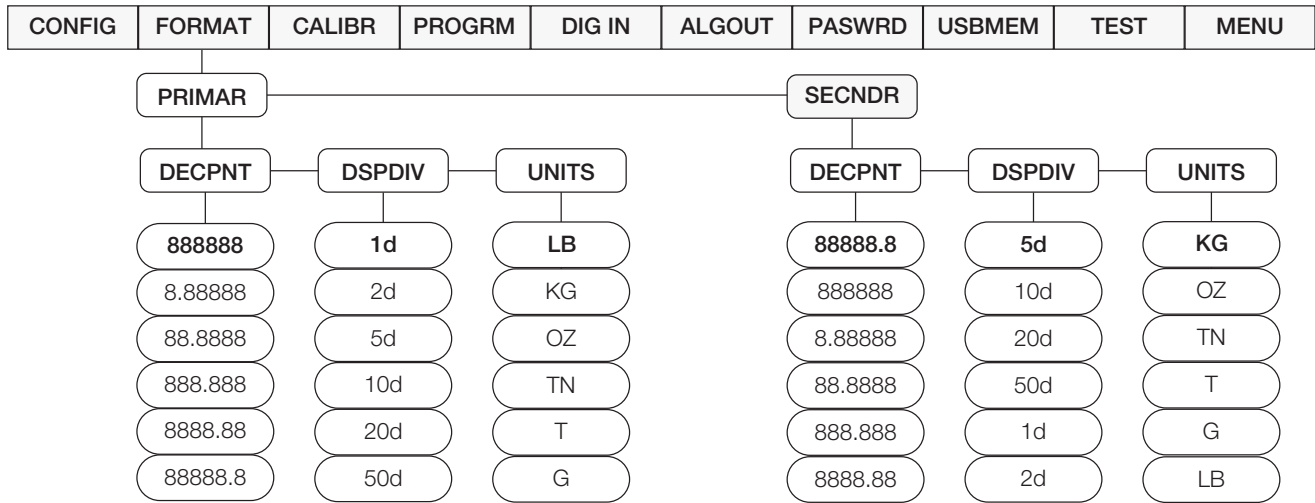 CONFIG FORMAT CALIBR PROGRM DIG IN ALGOUT PASWRD USBMEM TEST MENU
PRIMAR SECNDR
DECPNT DSPDIV UNITS DECPNT DSPDIV UNITS
888888 1d LB 88888.8 5d KG
8.88888 2d KG 888888 10d OZ
88.8888 5d OZ 8.88888 20d TN
888.888 10d TN 88.8888 50d T
8888.88 20d T 888.888 1d G
88888.8 50d G 8888.88 2d LB